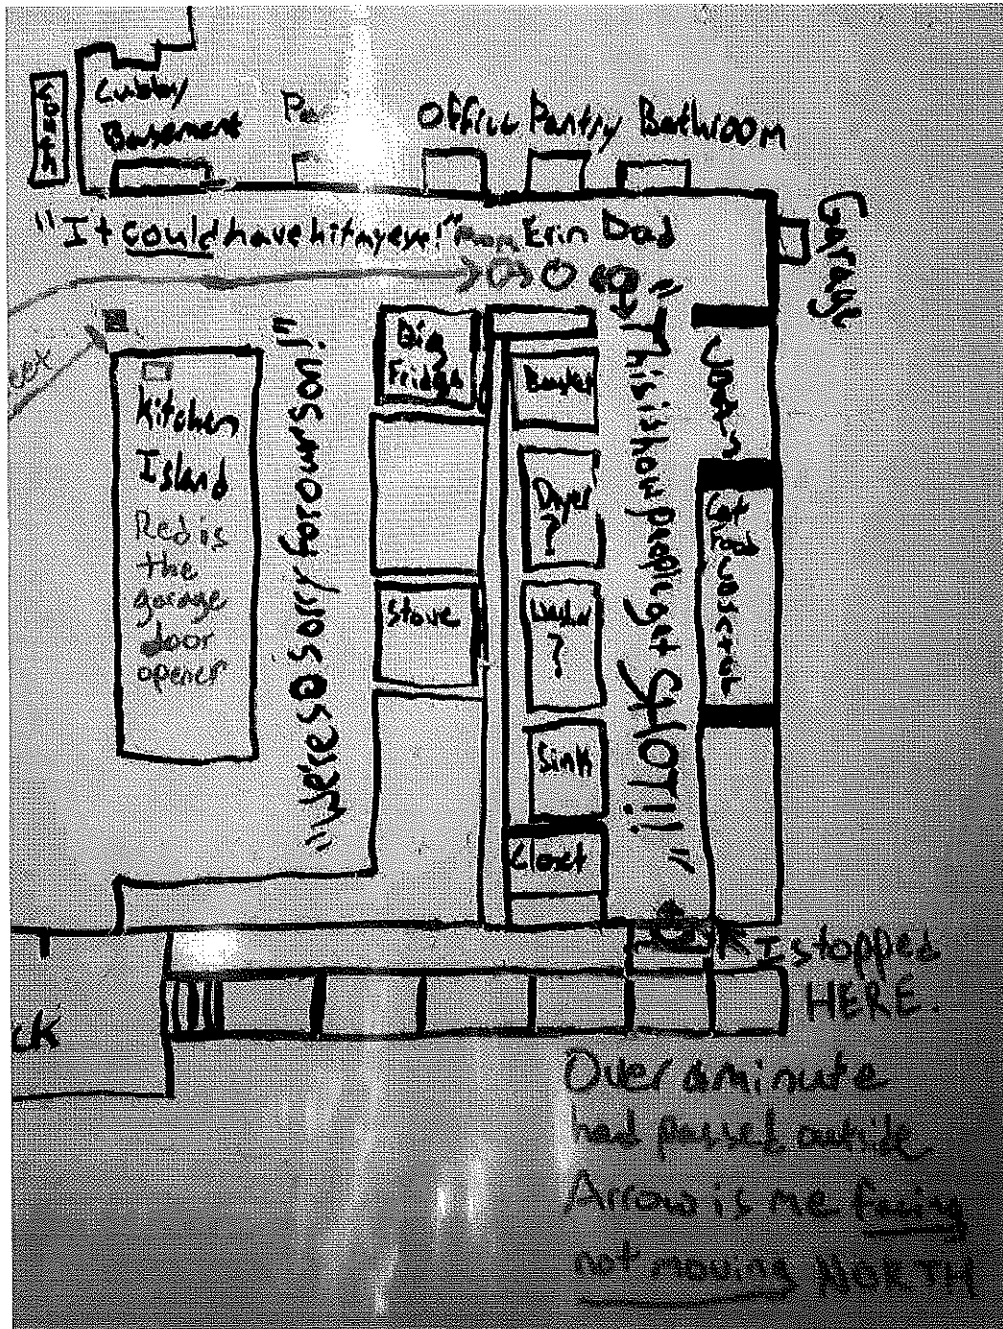 Cubby
Basement
Office Pantry Bathroom
Garage
"It could have hit my eye!" Mom Erin Dad
"We're so sorry for our son!"
"This is how people get SHOT!!!"
Big
Fridge
Basket
Dryer
?
Washer
?
Sink
Closet
Stove
Kitchen
Island
Red is
the
garage
door
opener
Coats
I stopped
HERE.
Over a minute
had passed outside
Arrow is me facing
not moving NORTH